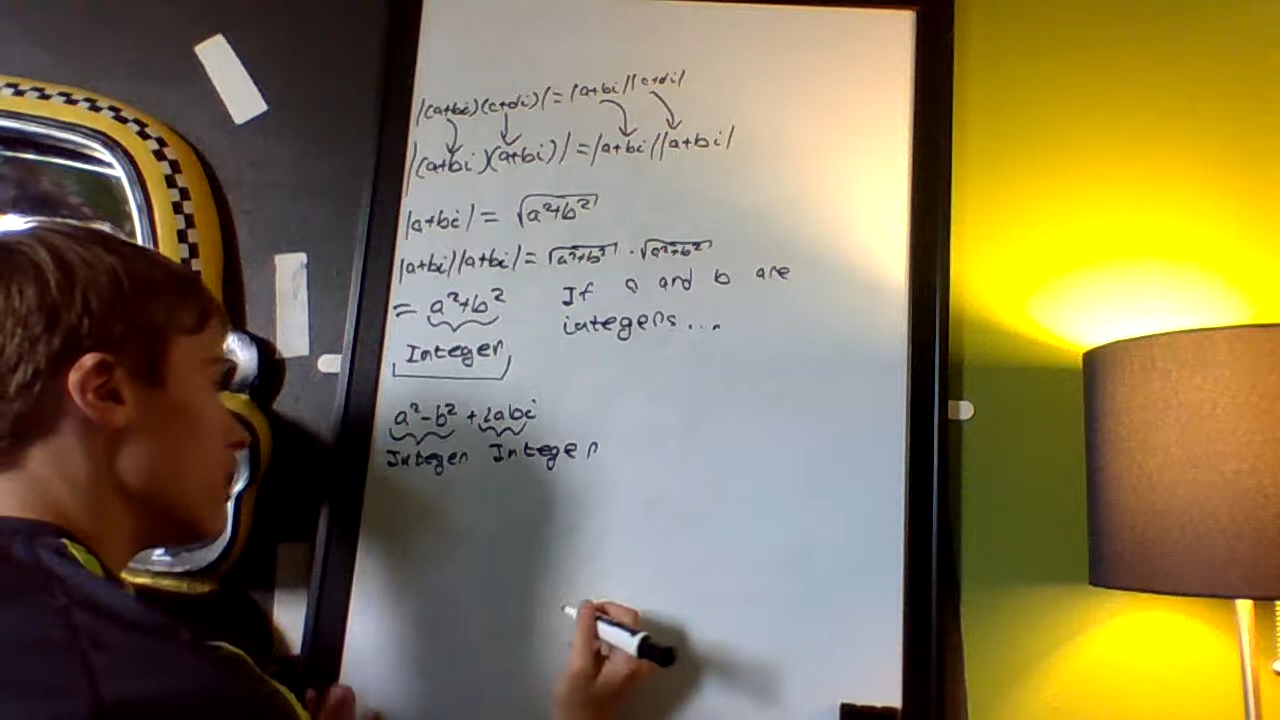 |(a+bi)(c+di)|=|a+bi||c+di|
|(a+bi)(a+bi)|=|a+bi||a+bi|
|a+bi|=√a²+b²
|a+bi||a+bi|=√a²+b² · √a²+b²
= a²+b²
If a and b are
integers...
Integer
a²-b² +2abi
Integer Integer